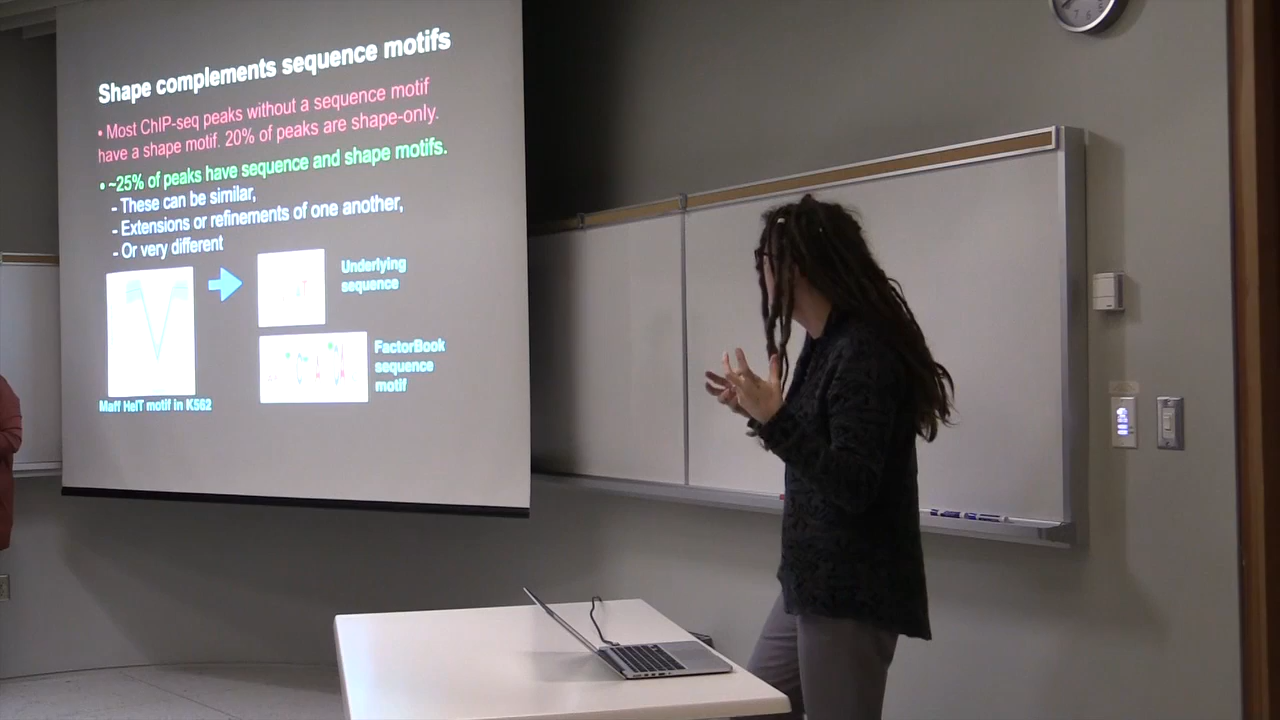 Shape complements sequence motifs
• Most ChIP-seq peaks without a sequence motif
have a shape motif. 20% of peaks are shape-only.
• ~25% of peaks have sequence and shape motifs.
- These can be similar,
- Extensions or refinements of one another,
- Or very different
Underlying
sequence
FactorBook
sequence
motif
Maff HelT motif in K562